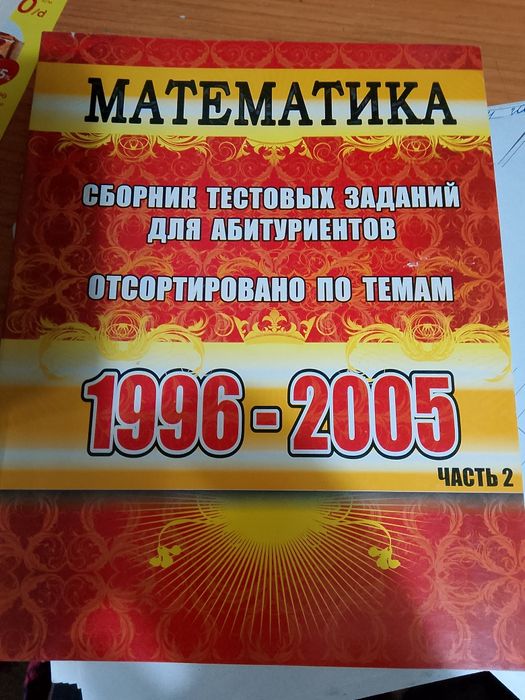 МАТЕМАТИКА
СБОРНИК ТЕСТОВЫХ ЗАДАНИЙ
ДЛЯ АБИТУРИЕНТОВ
ОТСОРТИРОВАНО ПО ТЕМАМ
1996-2005
ЧАСТЬ 2